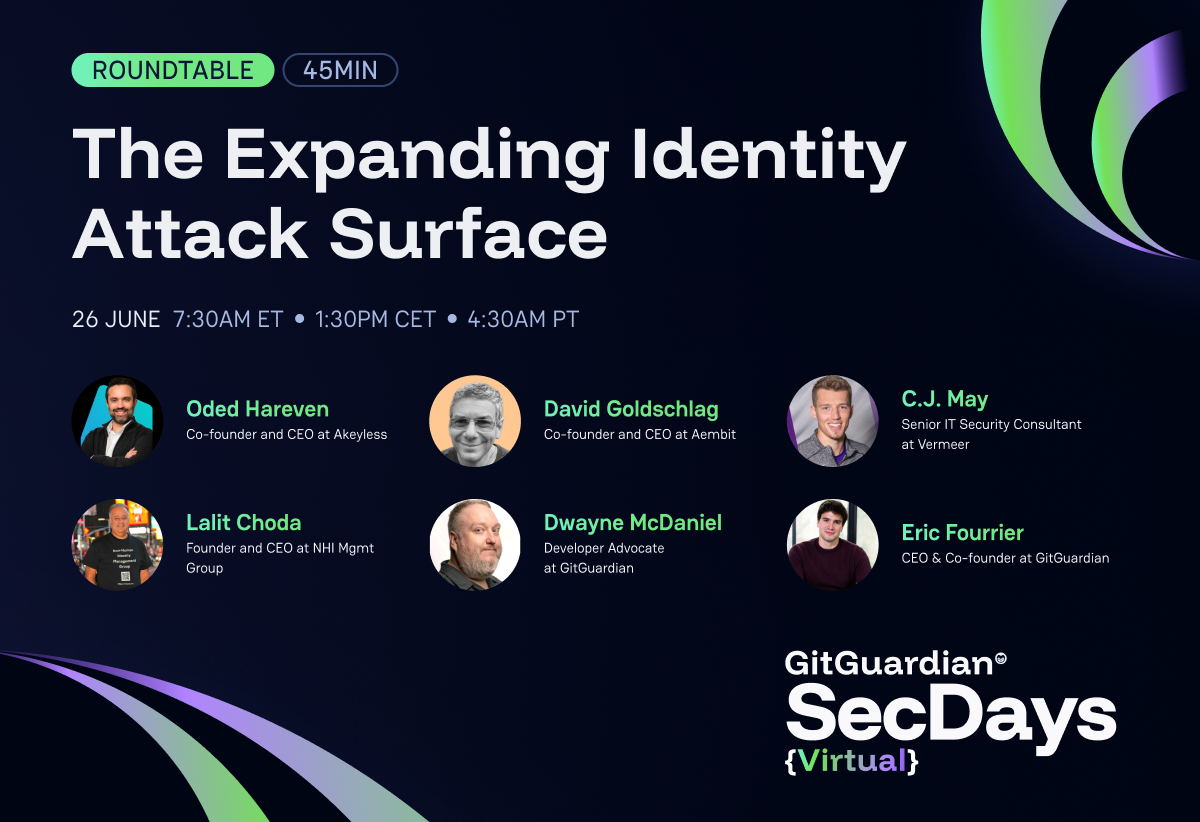 ROUNDTABLE 45MIN
The Expanding Identity
Attack Surface
26 JUNE 7:30AM ET • 1:30PM CET • 4:30AM PT
Oded Hareven
Co-founder and CEO at Akeyless
David Goldschlag
Co-founder and CEO at Aembit
C.J. May
Senior IT Security Consultant
at Vermeer
Lalit Choda
Founder and CEO at NHI Mgmt
Group
Dwayne McDaniel
Developer Advocate
at GitGuardian
Eric Fourrier
CEO & Co-founder at GitGuardian
Identity
Management
Group
GitGuardian
SecDays
{Virtual}